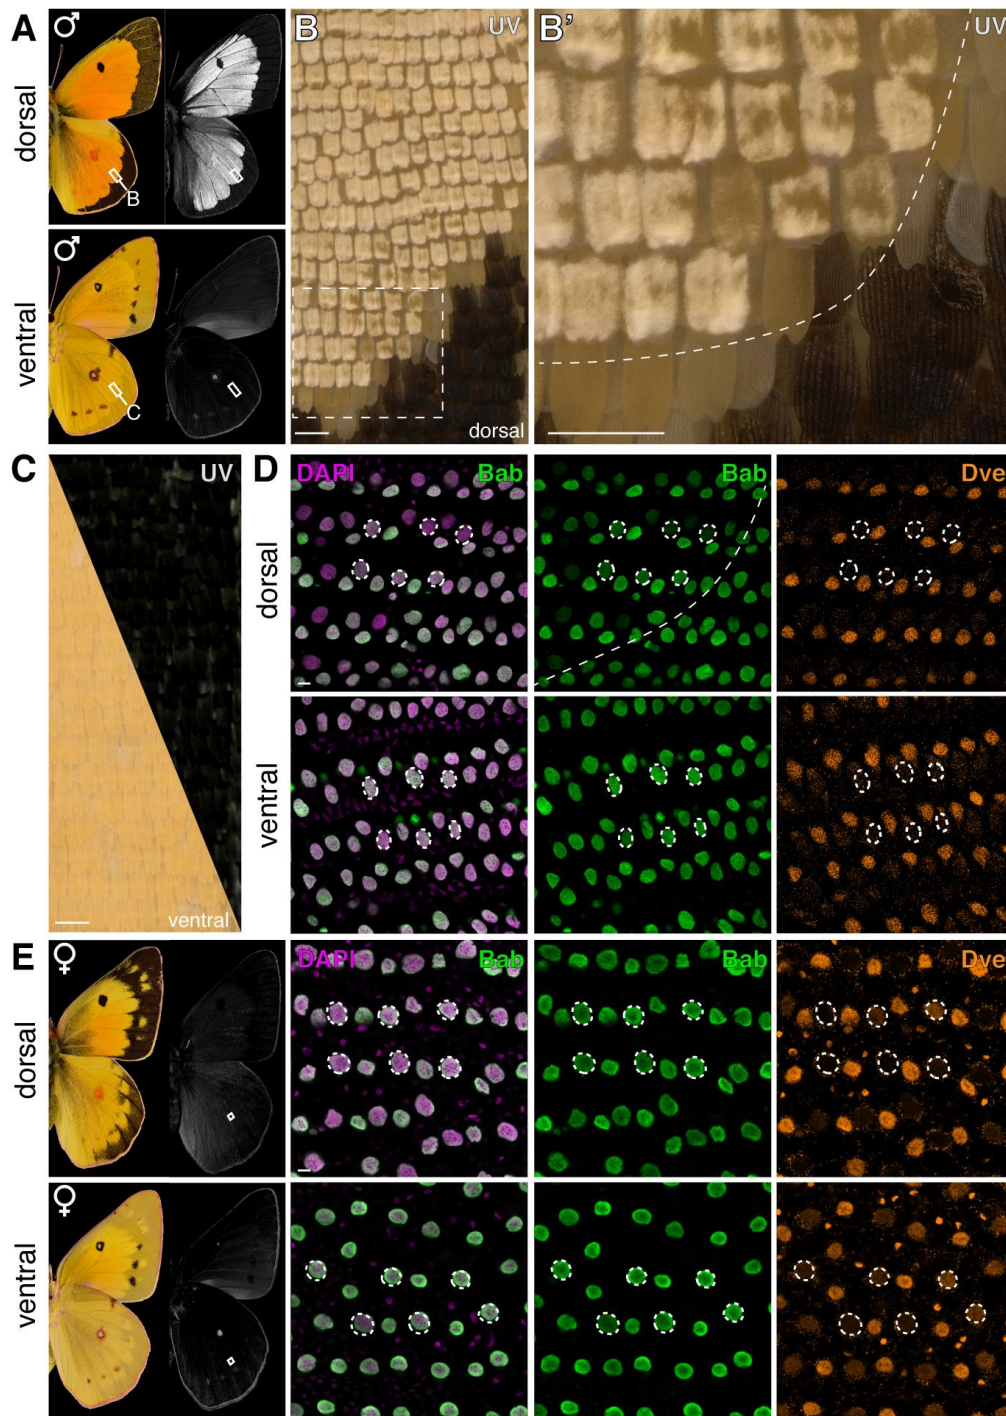 A
♂
dorsal
B
♂
ventral
C
B
UV
dorsal
B’
UV
C
UV
ventral
D
DAPI
Bab
Bab
Dve
dorsal
ventral
E
♀
dorsal
DAPI
Bab
Bab
Dve
♀
ventral